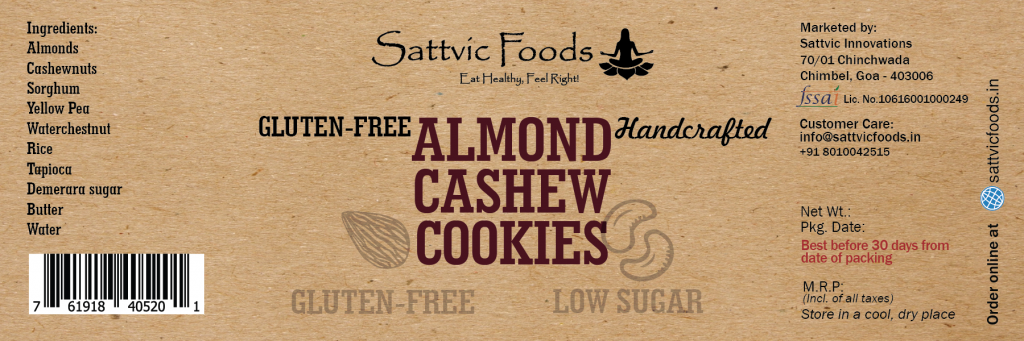 Ingredients:
Almonds
Cashewnuts
Sorghum
Yellow Pea
Waterchestnut
Rice
Tapioca
Demerara sugar
Butter
Water
7 61918 40520 1
Sattvic Foods
Eat Healthy, Feel Right!
GLUTEN-FREE
ALMOND
CASHEW
COOKIES
Handcrafted
GLUTEN-FREE
LOW SUGAR
Marketed by:
Sattvic Innovations
70/01 Chinchwada
Chimbel, Goa - 403006
fssai Lic. No.10616001000249
Customer Care:
info@sattvicfoods.in
+91 8010042515
Net Wt.:
Pkg. Date:
Best before 30 days from
date of packing
M.R.P:
(Incl. of all taxes)
Store in a cool, dry place
Order online at sattvicfoods.in